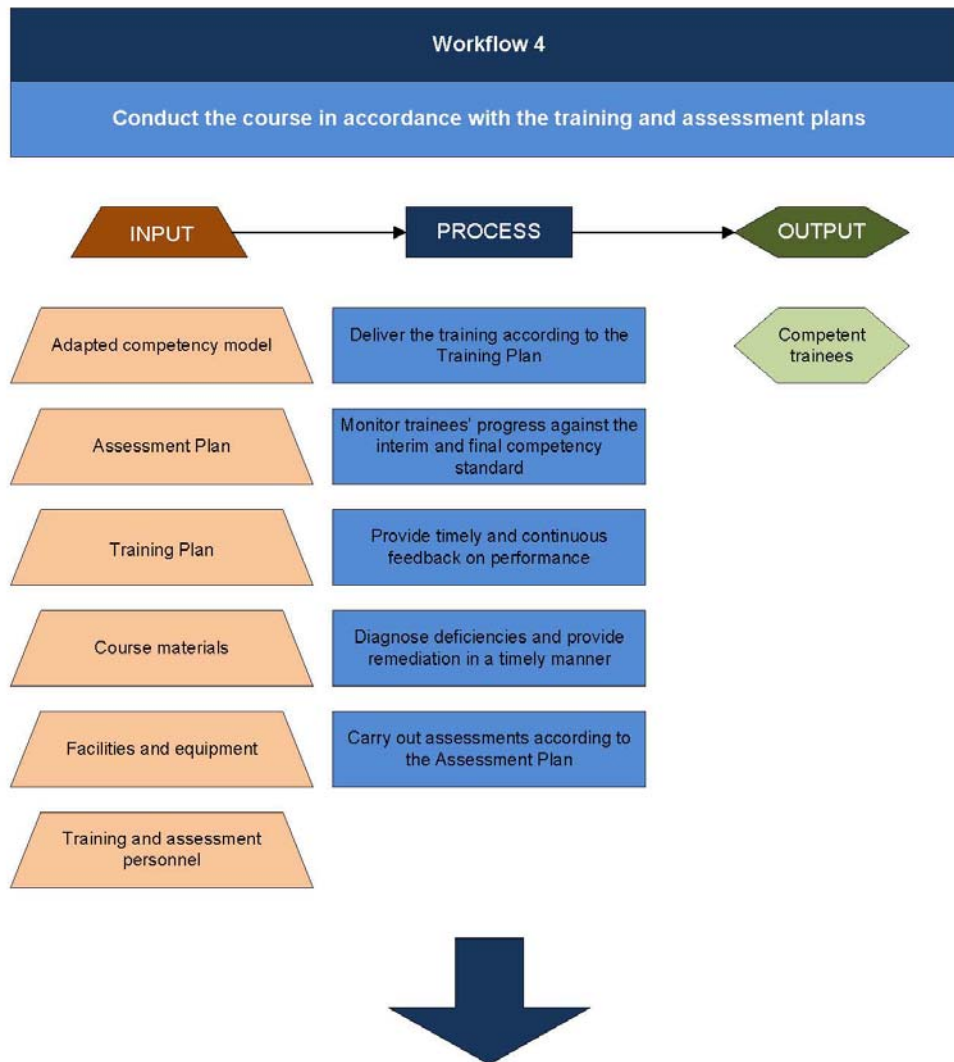 Workflow 4
Conduct the course in accordance with the training and assessment plans
INPUT
PROCESS
OUTPUT
Adapted competency model
Assessment Plan
Training Plan
Course materials
Facilities and equipment
Training and assessment
personnel
Deliver the training according to the
Training Plan
Monitor trainees' progress against the
interim and final competency
standard
Provide timely and continuous
feedback on performance
Diagnose deficiencies and provide
remediation in a timely manner
Carry out assessments according to
the Assessment Plan
Competent
trainees